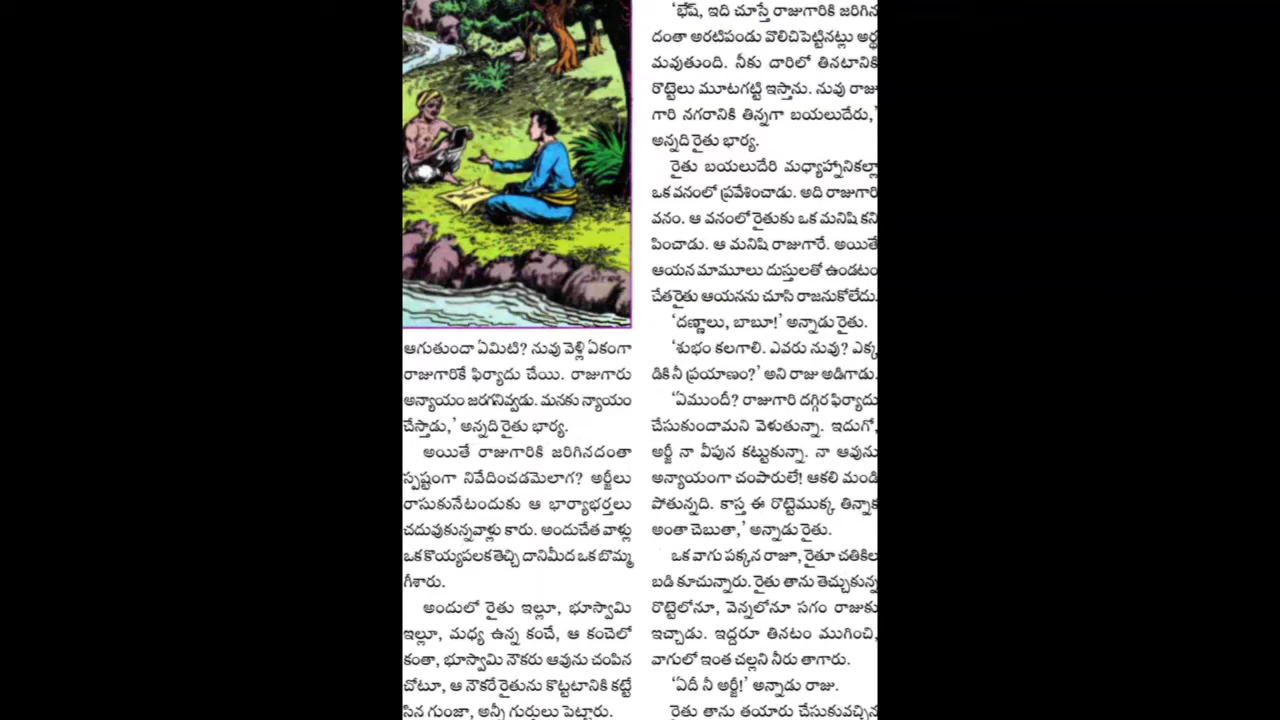 ఆగుతుందా ఏమిటి? నువు వెళ్లి ఏకంగా
రాజుగారికే ఫిర్యాదు చేయి. రాజుగారు
అన్యాయం జరగనివ్వడు. మనకు న్యాయం
చేస్తాడు,’ అన్నది రైతు భార్య.
అయితే రాజుగారికి జరిగినదంతా
స్పష్టంగా నివేదించడమెలాగ? అర్జీలు
రాసుకునేటందుకు ఆ భార్యాభర్తలు
చదువుకున్నవాళ్లు కారు. అందుచేత వాళ్లు
ఒక కొయ్యపలక తెచ్చి దానిమీద ఒక బొమ్మ
గీశారు.
అందులో రైతు ఇల్లూ, భూస్వామి
ఇల్లూ, మధ్య ఉన్న కంచే, ఆ కంచెలో
కంతా, భూస్వామి నౌకరు ఆవును చంపిన
చోటూ, ఆ నౌకరే రైతును కొట్టటానికి కట్టే
సిన గుంజా, అన్నీ గుర్తులు పెట్టారు.
‘భేష్, ఇది చూస్తే రాజుగారికి జరిగిన
దంతా అరటిపండు వొలిచిపెట్టినట్లు అర్థ
మవుతుంది. నీకు దారిలో తినటానికి
రొట్టెలు మూటగట్టి ఇస్తాను. నువు రాజు
గారి నగరానికి తిన్నగా బయలుదేరు,’
అన్నది రైతు భార్య.
రైతు బయలుదేరి మధ్యాహ్నానికల్లా
ఒక వనంలో ప్రవేశించాడు. అది రాజుగారి
వనం. ఆ వనంలో రైతుకు ఒక మనిషి కని
పించాడు. ఆ మనిషి రాజుగారే. అయితే
ఆయన మామూలు దుస్తులతో ఉండటం
చేత రైతు ఆయనను చూసి రాజనుకోలేదు.
‘దణ్ణాలు, బాబూ!’ అన్నాడు రైతు.
‘శుభం కలగాలి. ఎవరు నువు? ఎక్క
డికి నీ ప్రయాణం?’ అని రాజు అడిగాడు.
‘ఏముందీ? రాజుగారి దగ్గిర ఫిర్యాదు
చేసుకుందామని వెళుతున్నా. ఇదుగో,
అర్జీ నా వీపున కట్టుకున్నా. నా ఆవును
అన్యాయంగా చంపారులే! ఆకలి మండి
పోతున్నది. కాస్త ఈ రొట్టెముక్క తిన్నాక
అంతా చెబుతా,’ అన్నాడు రైతు.
ఒక వాగు పక్కన రాజూ, రైతూ చతికిల
బడి కూచున్నారు. రైతు తాను తెచ్చుకున్న
రొట్టెలోనూ, వెన్నలోనూ సగం రాజుకు
ఇచ్చాడు. ఇద్దరూ తినటం ముగించి,
వాగులో ఇంత చల్లని నీరు తాగారు.
‘ఏదీ నీ అర్జీ!’ అన్నాడు రాజు.
రైతు తాను తయారు చేసుకువచ్చిన